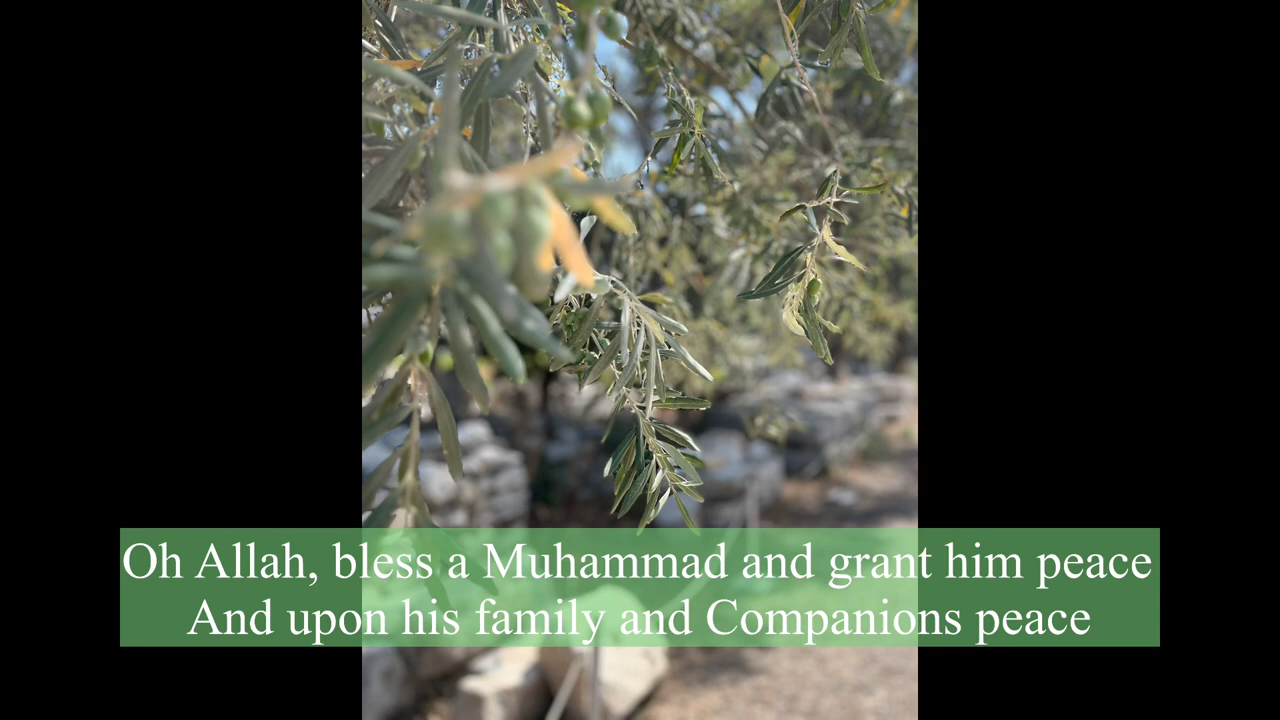 Oh Allah, bless a Muhammad and grant him peace
And upon his family and Companions peace